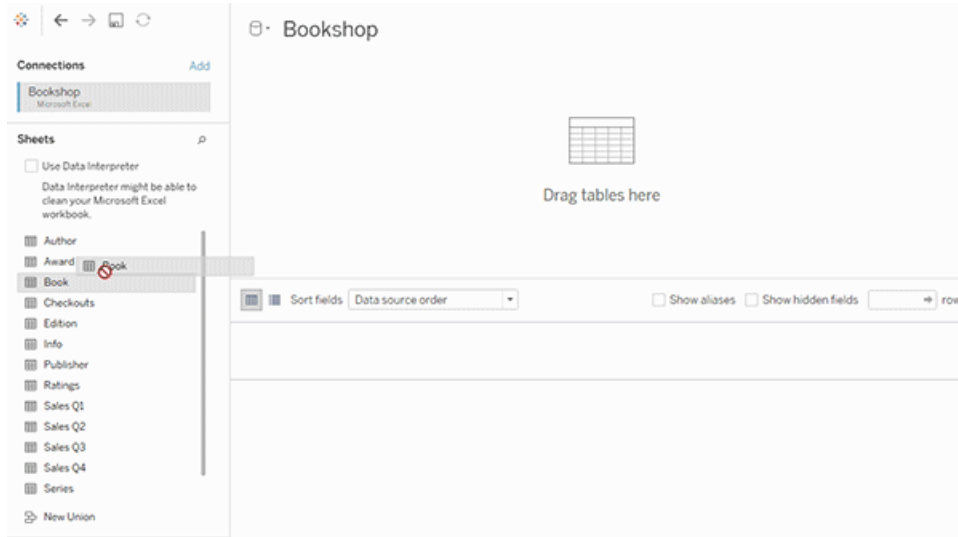 Bookshop
Connections
Add
Bookshop
Microsoft Excel
Sheets
Use Data Interpreter
Data Interpreter might be able to
clean your Microsoft Excel
workbook.
Author
Award
Book
Book
Checkouts
Edition
Info
Publisher
Ratings
Sales Q1
Sales Q2
Sales Q3
Sales Q4
Series
New Union
Drag tables here
Sort fields Data source order
Show aliases Show hidden fields row